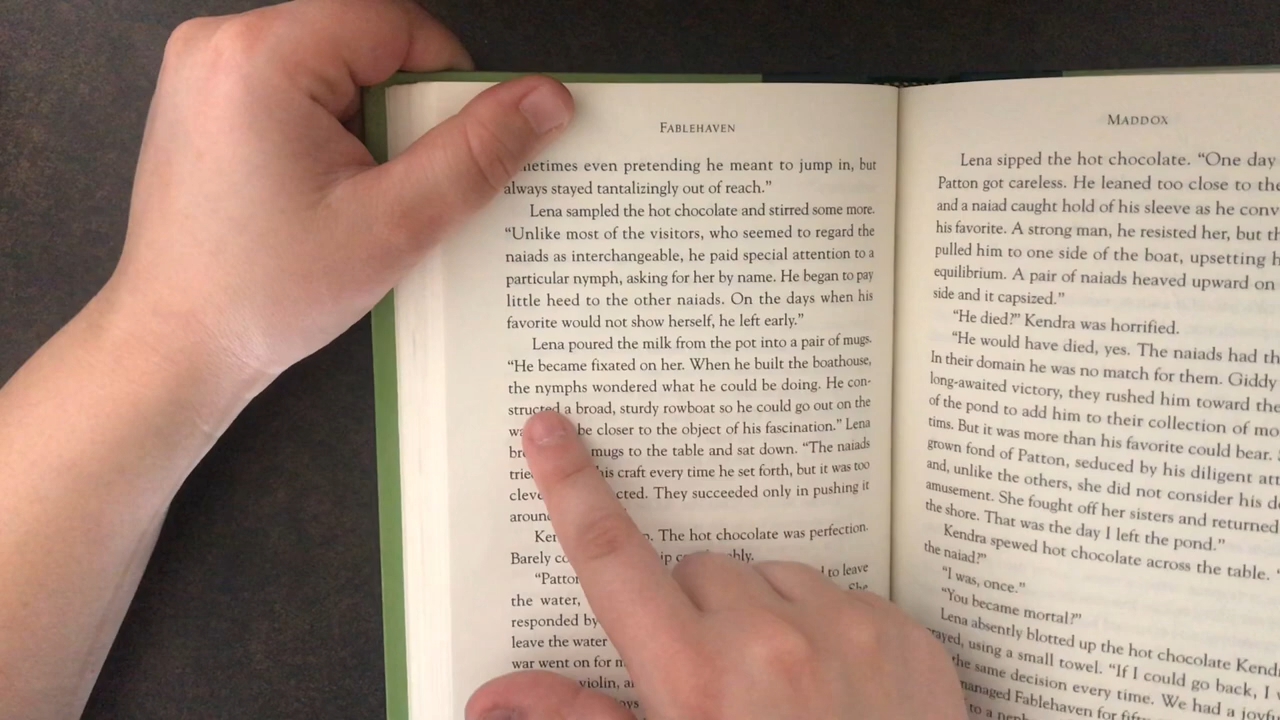 FABLEHAVEN
even pretending he meant to jump in, but
always stayed tantalizingly out of reach.”
Lena sampled the hot chocolate and stirred some more.
“Unlike most of the visitors, who seemed to regard the
naiads as interchangeable, he paid special attention to a
particular nymph, asking for her by name. He began to pay
little heed to the other naiads. On the days when his
favorite would not show herself, he left early.”
Lena poured the milk from the pot into a pair of mugs.
“He became fixated on her. When he built the boathouse,
the nymphs wondered what he could be doing. He con-
structed a broad, sturdy rowboat so he could go out on the
be closer to the object of his fascination.” Lena
mugs to the table and sat down. “The naiads
his craft every time he set forth, but it was too
They succeeded only in pushing it
The hot chocolate was perfection.
Barely
to leave
the water, She
responded by
leave the water
war went on for
violin,
MADDOX
Lena sipped the hot chocolate. “One day
Patton got careless. He leaned too close to the
and a naiad caught hold of his sleeve as he
his favorite. A strong man, he resisted her, but
pulled him to one side of the boat, upsetting
equilibrium. A pair of naiads heaved upward on
side and it capsized.”
“He died?” Kendra was horrified.
“He would have died, yes. The naiads had
In their domain he was no match for them. Giddy
long-awaited victory, they rushed him toward the
of the pond to add him to their collection of
tims. But it was more than his favorite could bear.
grown fond of Patton, seduced by his diligent
and, unlike the others, she did not consider his
amusement. She fought off her sisters and returned
the shore. That was the day I left the pond.”
Kendra spewed hot chocolate across the table.
the naiad?”
“I was, once.”
“You became mortal?”
Lena absently blotted up the hot chocolate
using a small towel. “If I could go back, I
the same decision every time. We had a
managed Fablehaven for
to a